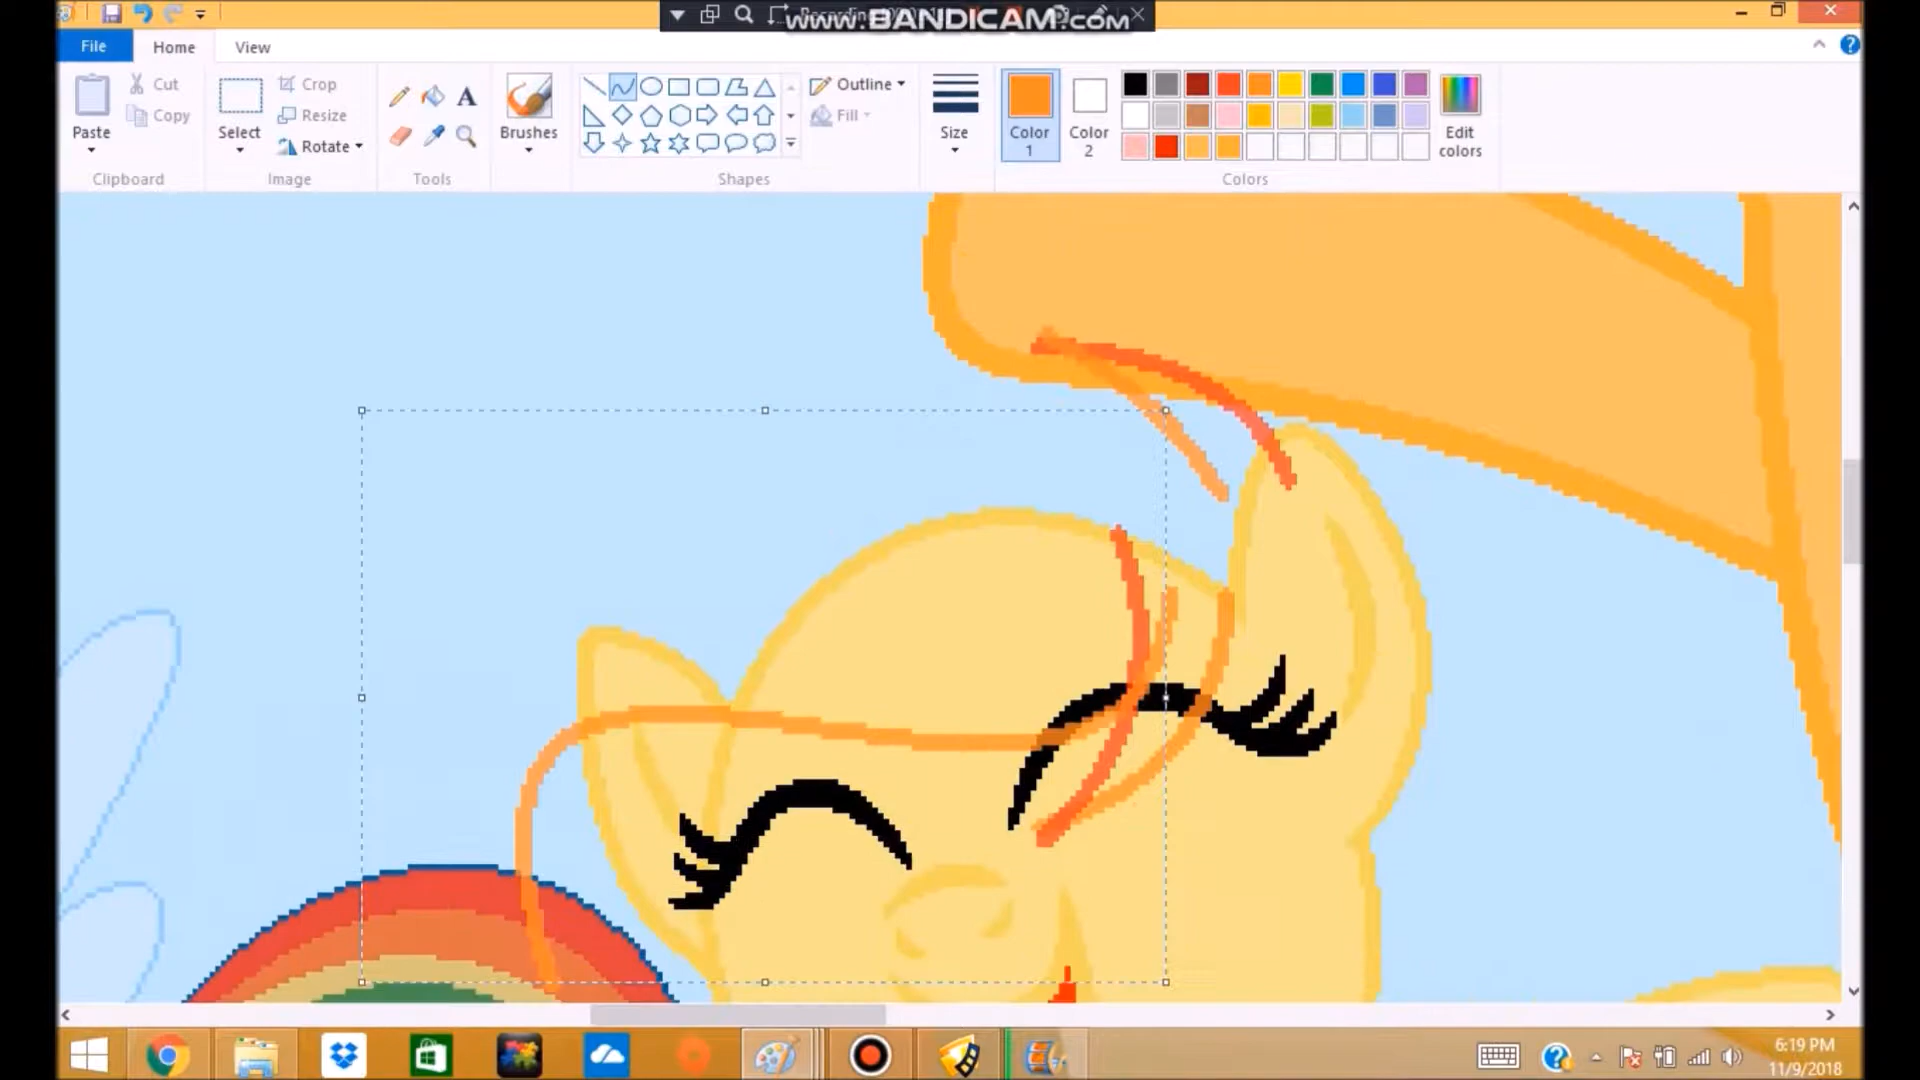 Recording
www.BANDICAM.com
File
Home
View
Paste
Cut
Copy
Clipboard
Select
Crop
Resize
Rotate
Image
A
Tools
Brushes
Outline
Fill
Shapes
Size
Color
1
Color
2
Edit
colors
Colors
6:19 PM
11/9/2018